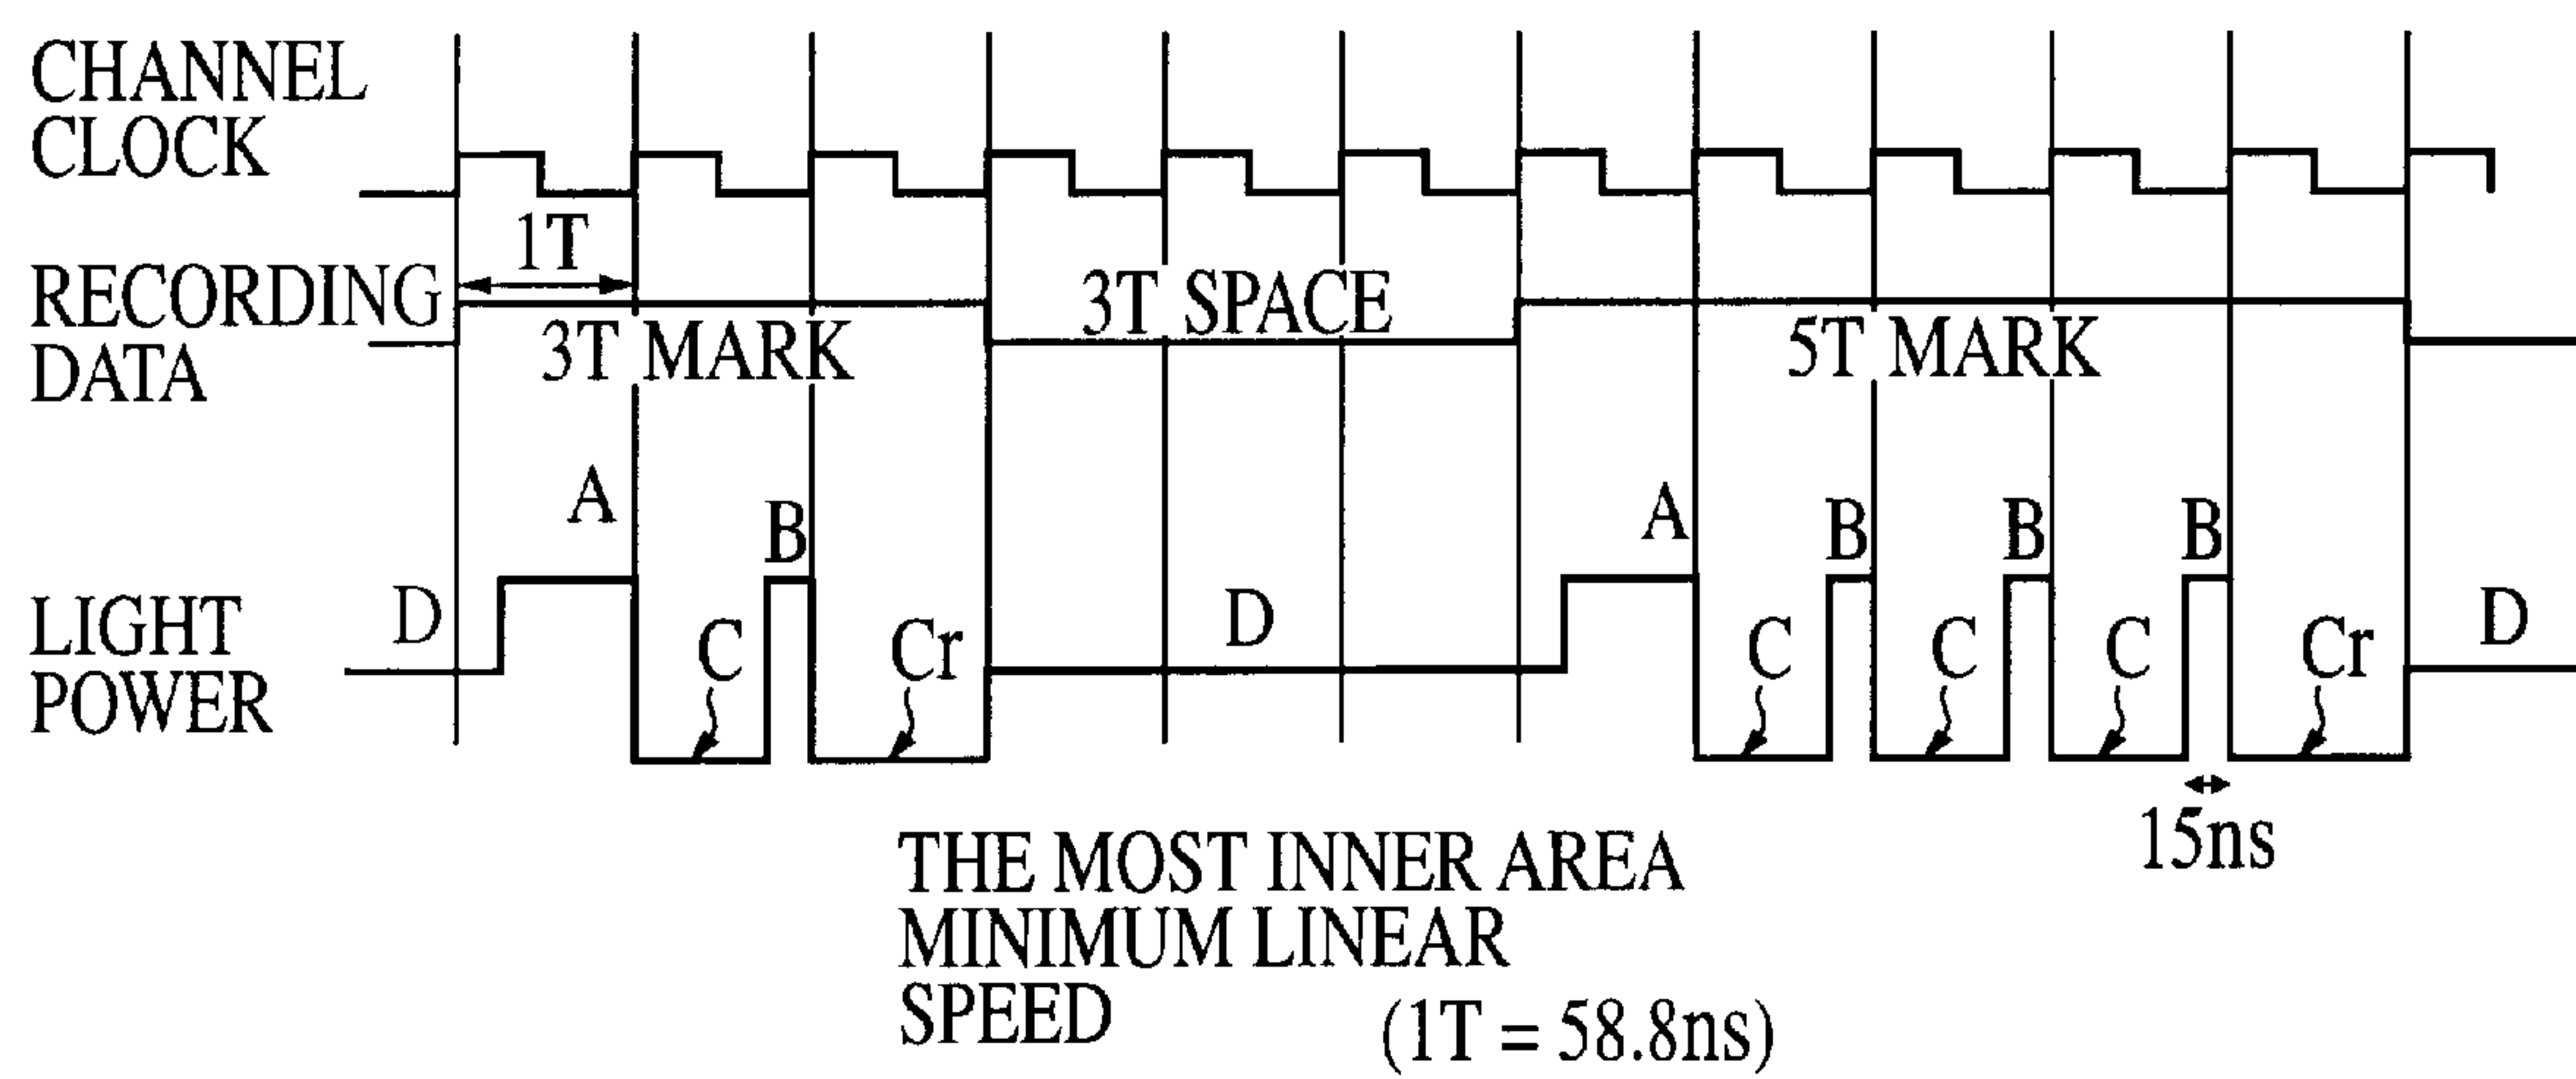 CHANNEL
CLOCK
1T
RECORDING
DATA
3T MARK
3T SPACE
5T MARK
LIGHT
POWER
D
A
C
B
Cr
D
A
C
B
C
B
C
B
Cr
D
15ns
THE MOST INNER AREA
MINIMUM LINEAR
SPEED
(1T = 58.8ns)